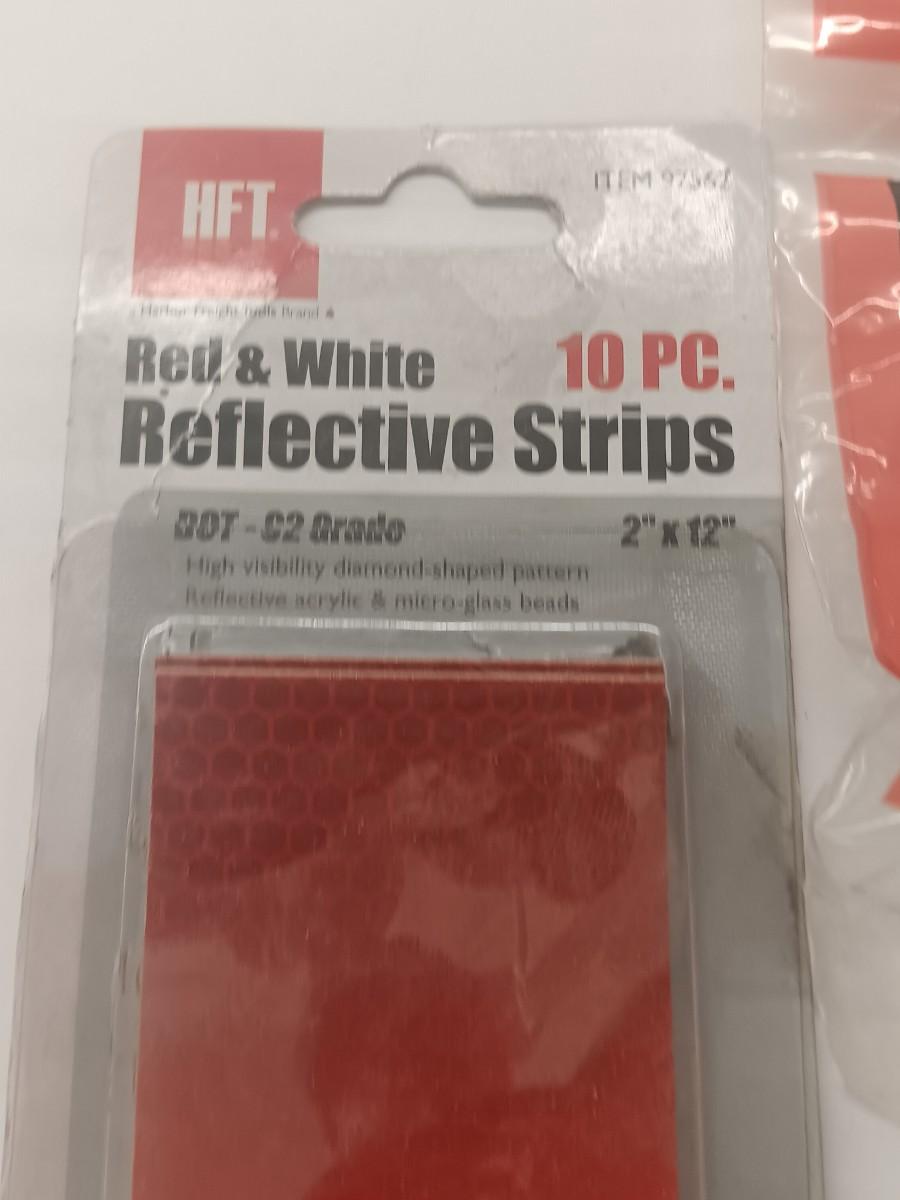 HFT
ITEM 97562
Harbor Freight Tools Brand
Red & White 10 PC.
Reflective Strips
DOT - C2 Grade 2" x 12"
High visibility diamond-shaped pattern
Reflective acrylic & micro-glass beads